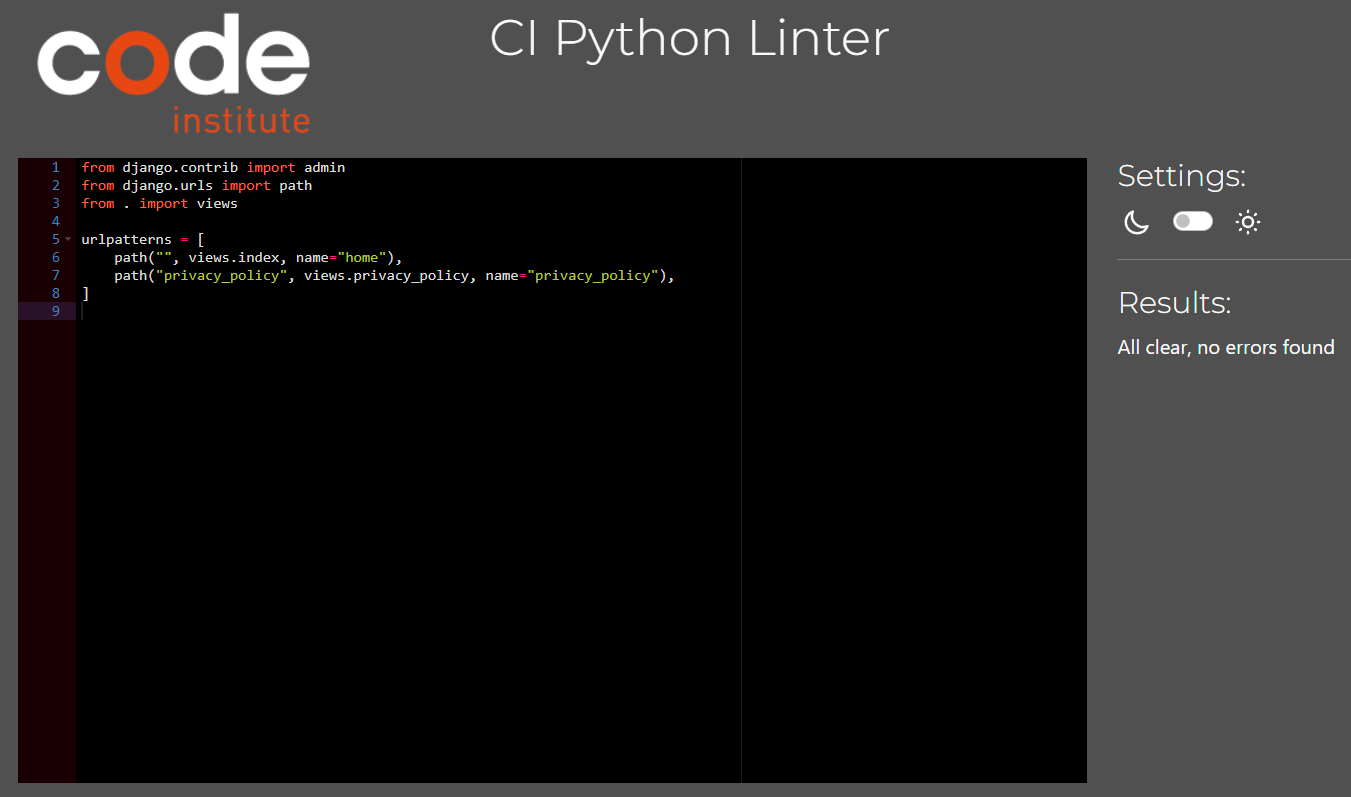 code
institute
CI Python Linter
1 from django.contrib import admin
2 from django.urls import path
3 from . import views
4
5 urlpatterns = [
6     path("", views.index, name="home"),
7     path("privacy_policy", views.privacy_policy, name="privacy_policy"),
8 ]
9
Settings:
Results:
All clear, no errors found